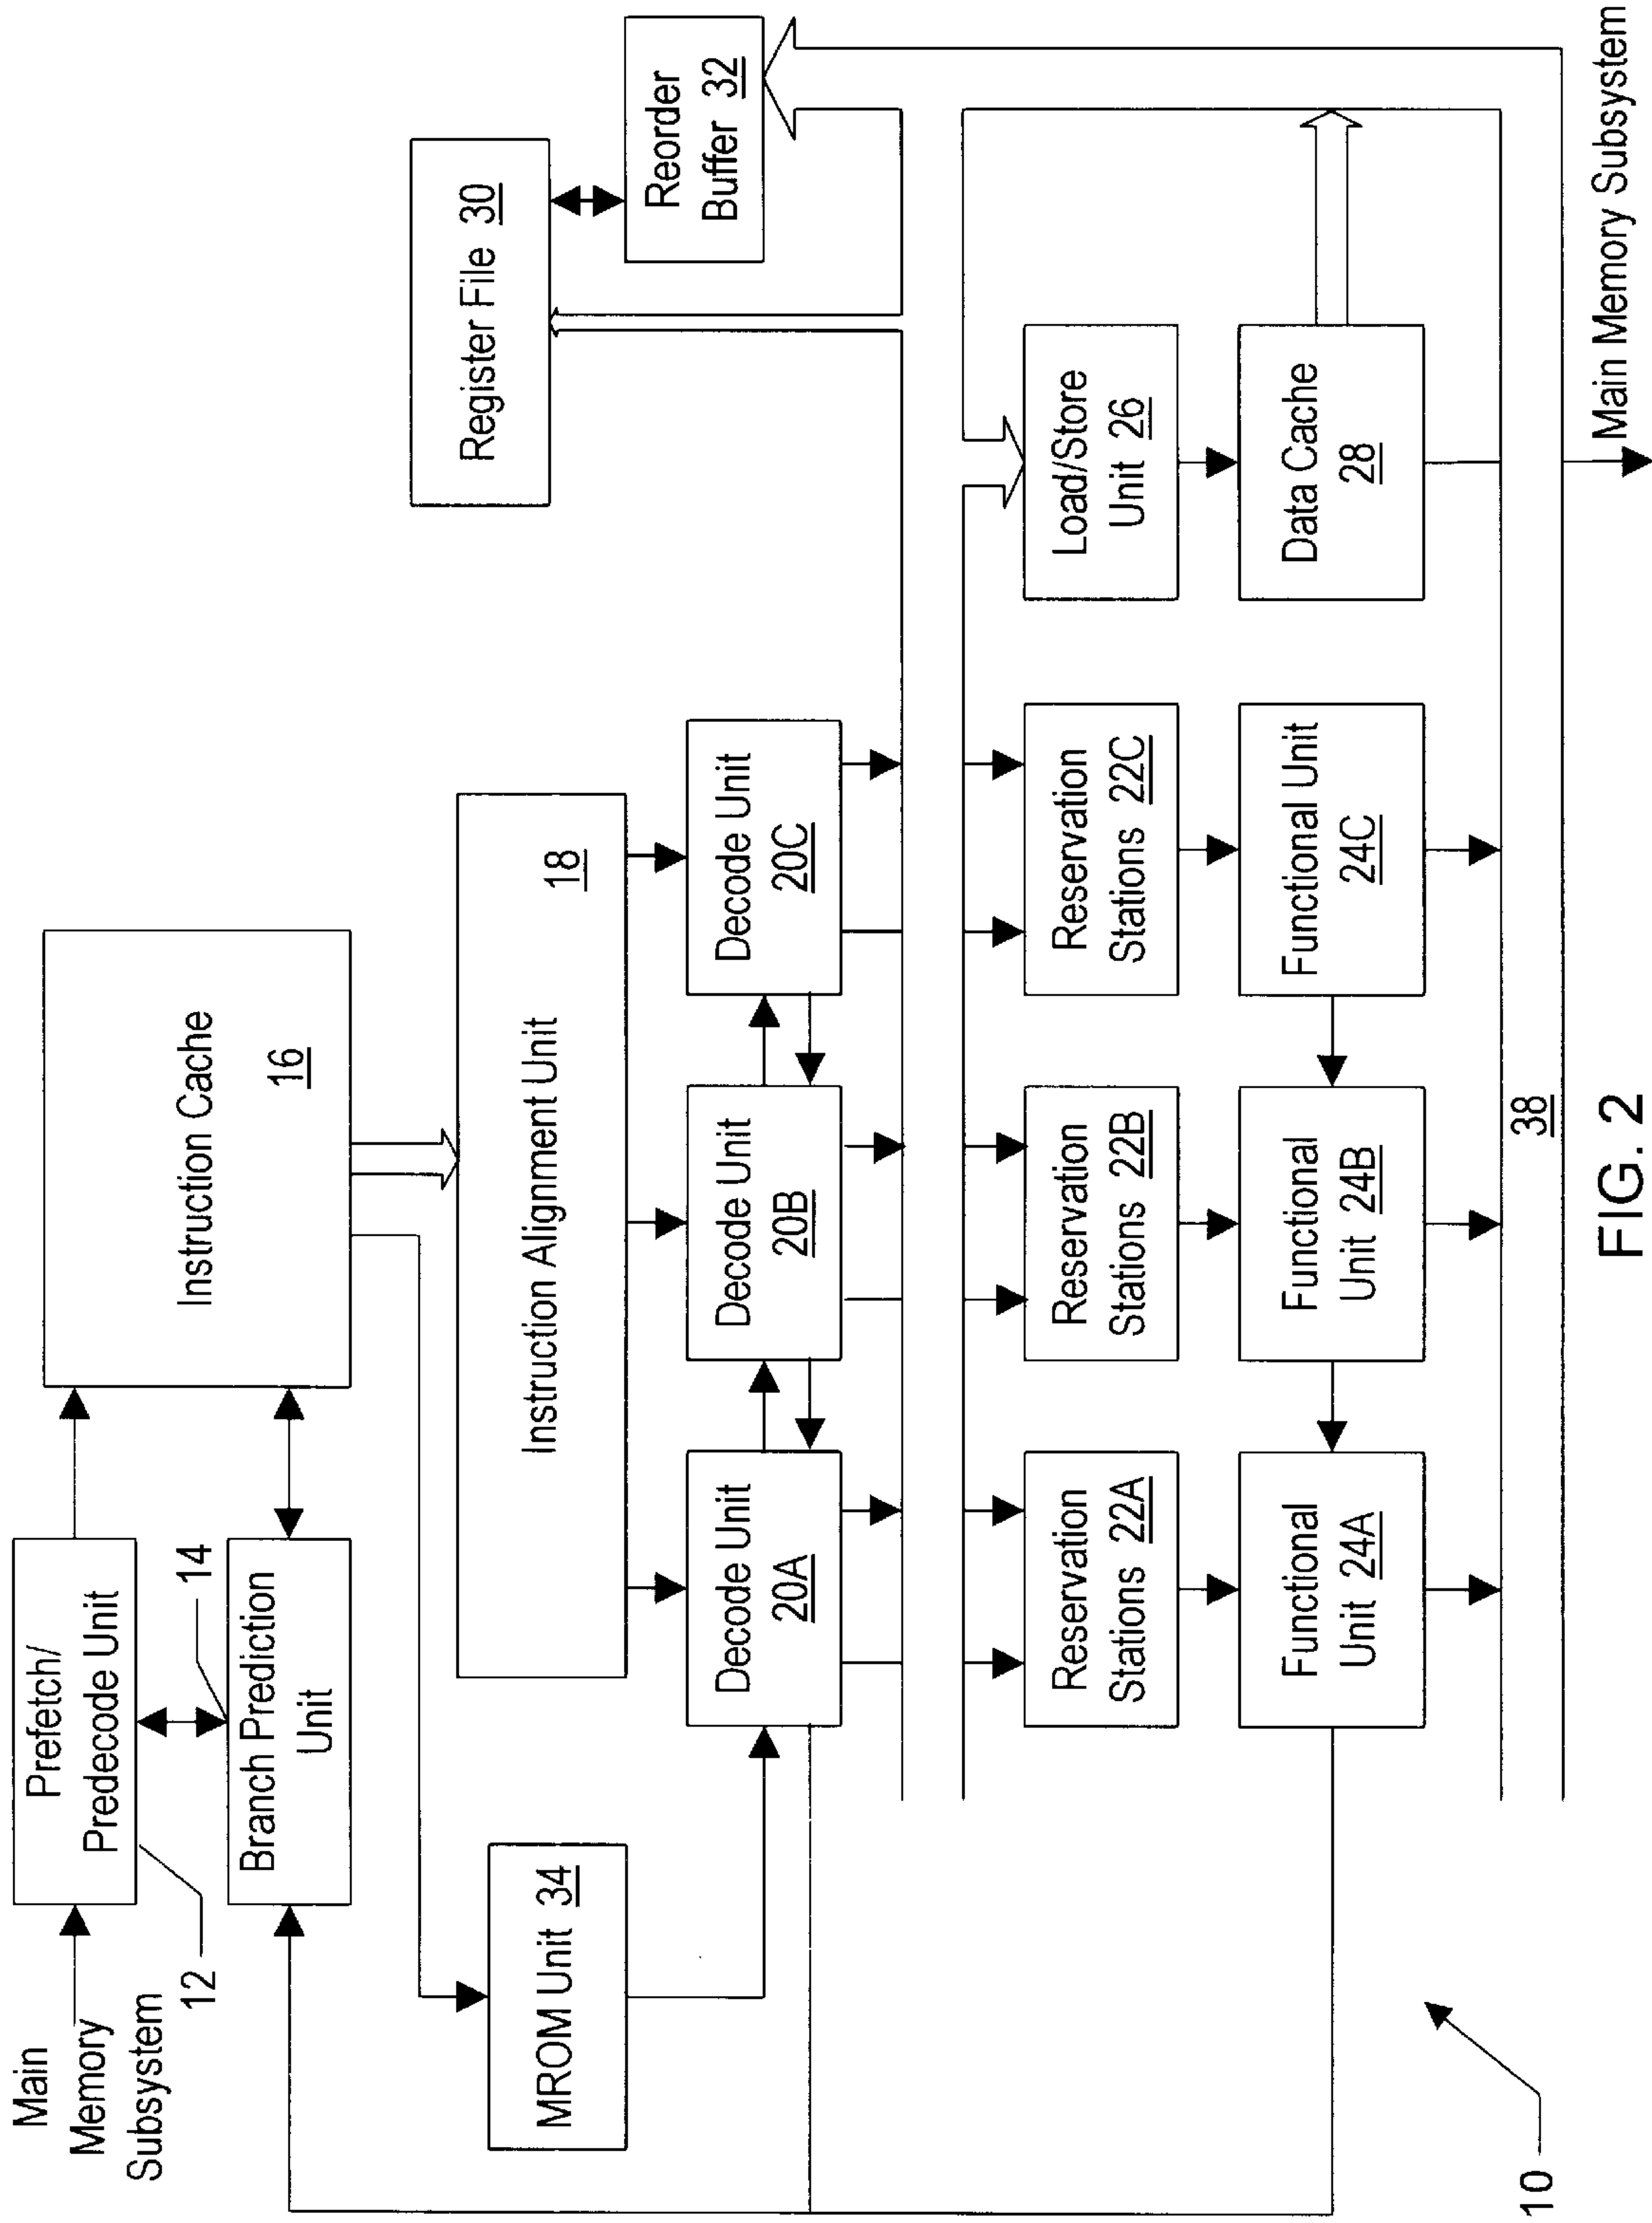 Main
Memory
Subsystem
12
Prefetch/
Predecode Unit
14
Branch Prediction
Unit
Instruction Cache
16
MROM Unit 34
Instruction Alignment Unit
18
Register File 30
Reorder
Buffer 32
Decode Unit
20A
Decode Unit
20B
Decode Unit
20C
Reservation
Stations 22A
Reservation
Stations 22B
Reservation
Stations 22C
Load/Store
Unit 26
Functional
Unit 24A
Functional
Unit 24B
Functional Unit
24C
Data Cache
28
38
10
Main Memory Subsystem
FIG. 2